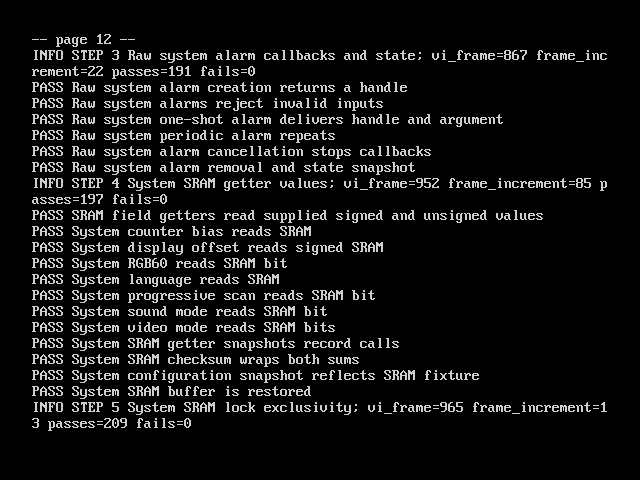 -- page 12 --
INFO STEP 3 Raw system alarm callbacks and state; vi_frame=867 frame_inc
rement=22 passes=191 fails=0
PASS Raw system alarm creation returns a handle
PASS Raw system alarms reject invalid inputs
PASS Raw system one-shot alarm delivers handle and argument
PASS Raw system periodic alarm repeats
PASS Raw system alarm cancellation stops callbacks
PASS Raw system alarm removal and state snapshot
INFO STEP 4 System SRAM getter values; vi_frame=952 frame_increment=85 p
asses=197 fails=0
PASS SRAM field getters read supplied signed and unsigned values
PASS System counter bias reads SRAM
PASS System display offset reads signed SRAM
PASS System RGB60 reads SRAM bit
PASS System language reads SRAM
PASS System progressive scan reads SRAM bit
PASS System sound mode reads SRAM bit
PASS System video mode reads SRAM bits
PASS System SRAM getter snapshots record calls
PASS System SRAM checksum wraps both sums
PASS System configuration snapshot reflects SRAM fixture
PASS System SRAM buffer is restored
INFO STEP 5 System SRAM lock exclusivity; vi_frame=965 frame_increment=1
3 passes=209 fails=0